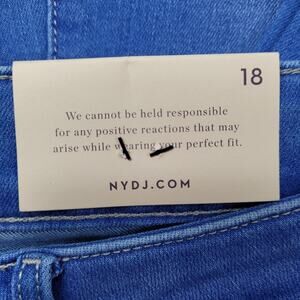 18
We cannot be held responsible
for any positive reactions that may
arise while wearing your perfect fit.
NYDJ.COM